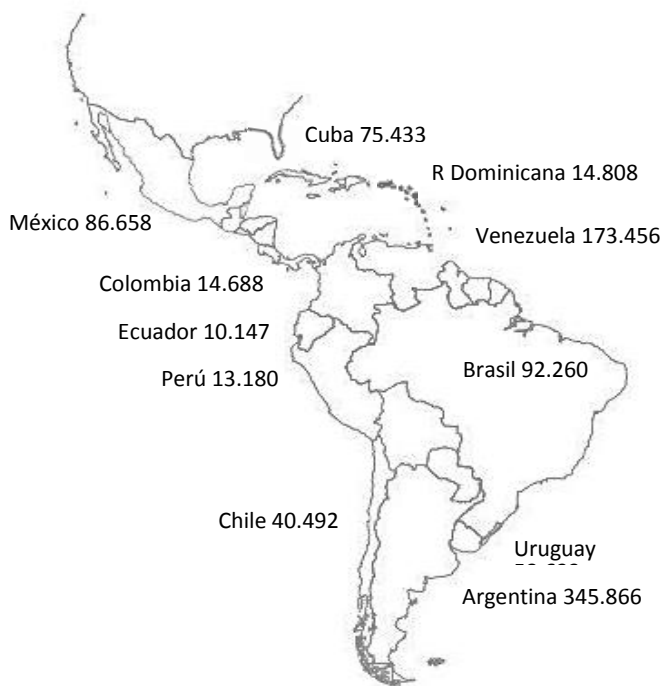 Cuba 75.433
R Dominicana 14.808
México 86.658
Venezuela 173.456
Colombia 14.688
Ecuador 10.147
Perú 13.180
Brasil 92.260
Chile 40.492
Uruguay
Argentina 345.866